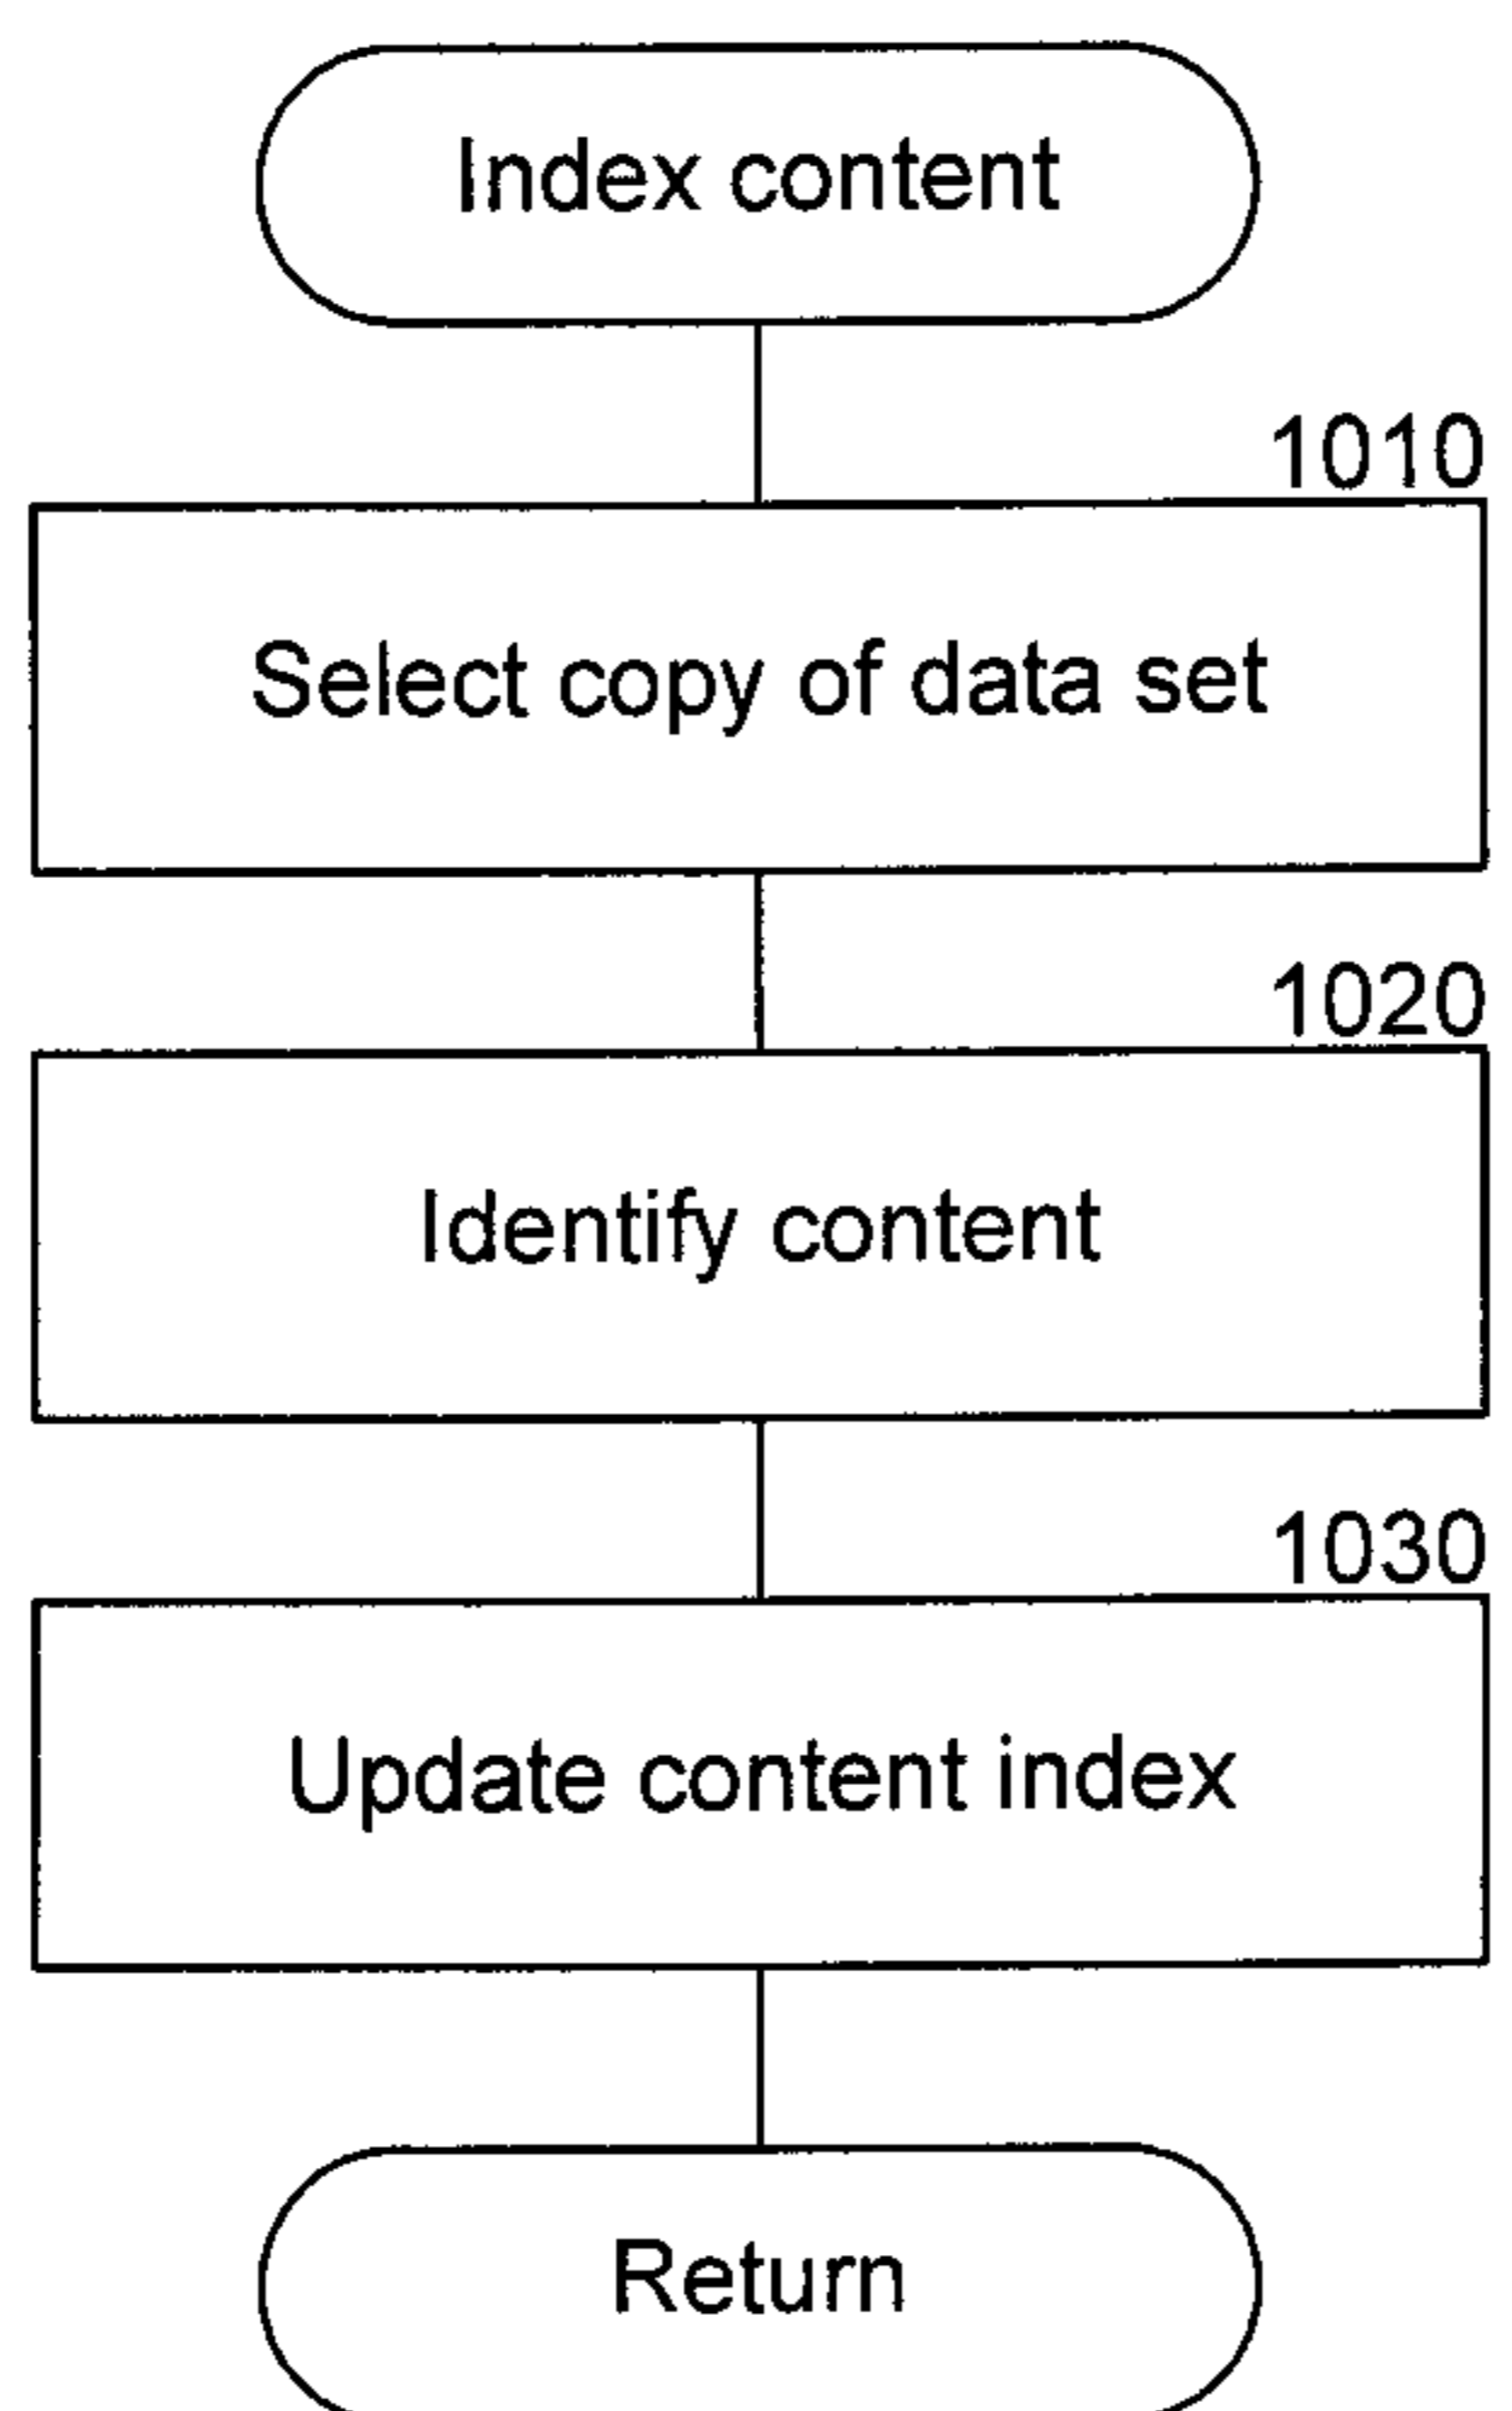 Index content
1010
Select copy of data set
1020
Identify content
1030
Update content index
Return